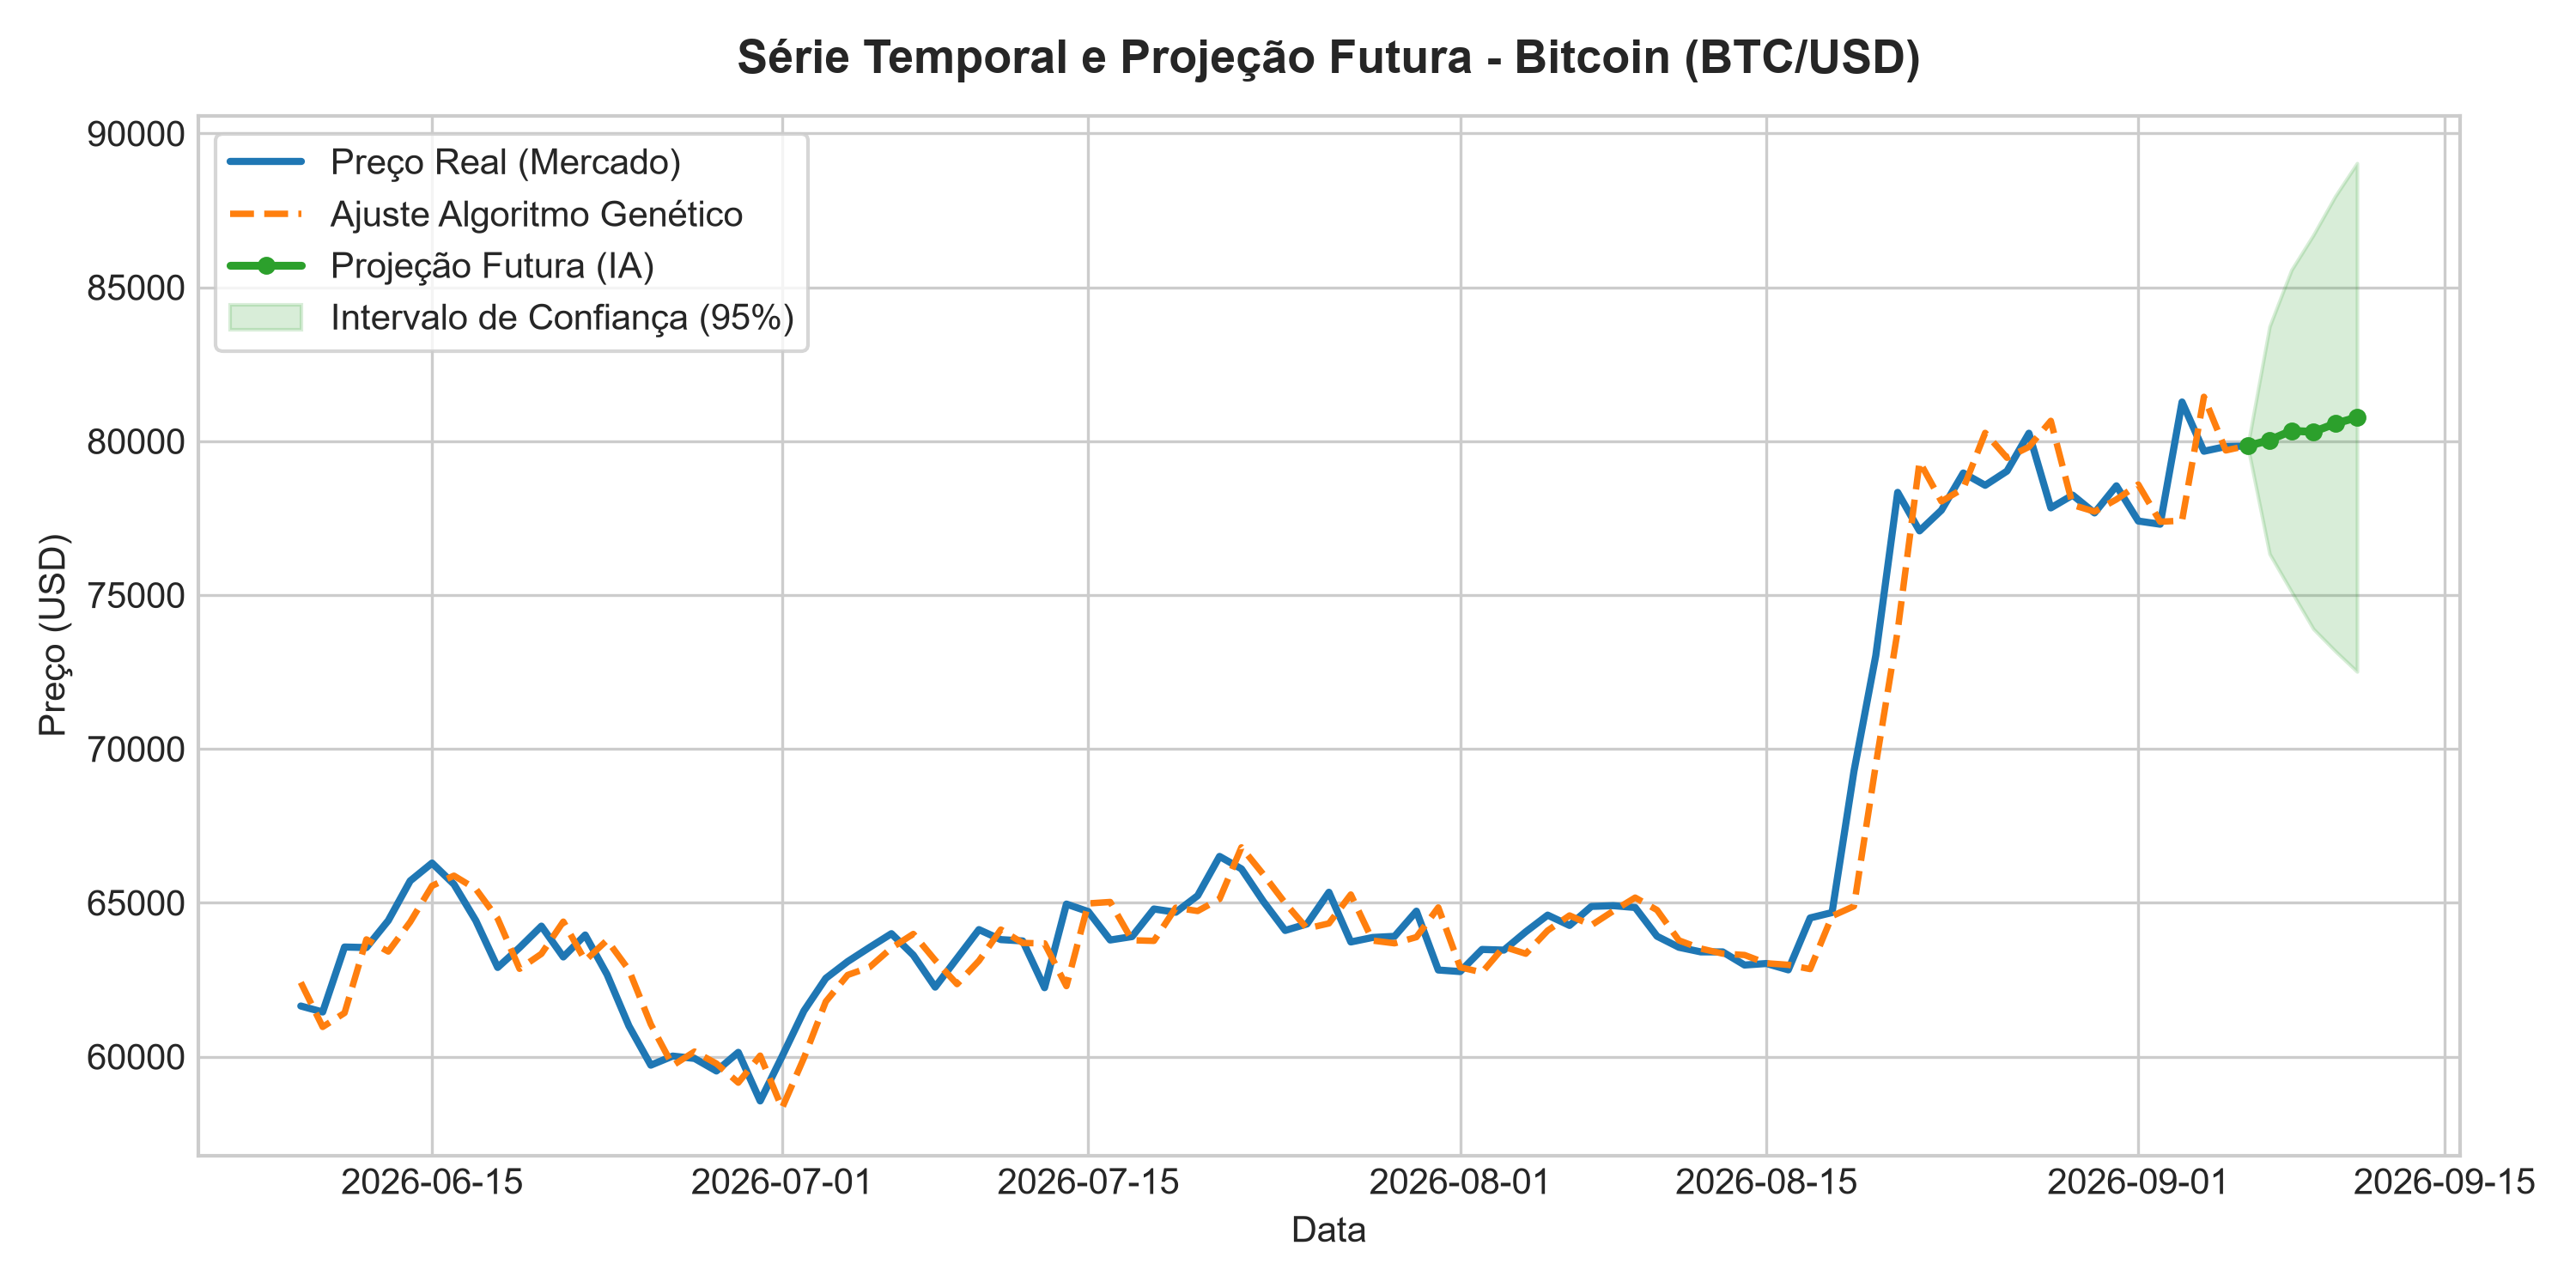 Série Temporal e Projeção Futura - Bitcoin (BTC/USD)
90000
85000
80000
75000
70000
65000
60000
Preço (USD)
Preço Real (Mercado)
Ajuste Algoritmo Genético
Projeção Futura (IA)
Intervalo de Confiança (95%)
2026-06-15
2026-07-01
2026-07-15
2026-08-01
2026-08-15
2026-09-01
2026-09-15
Data